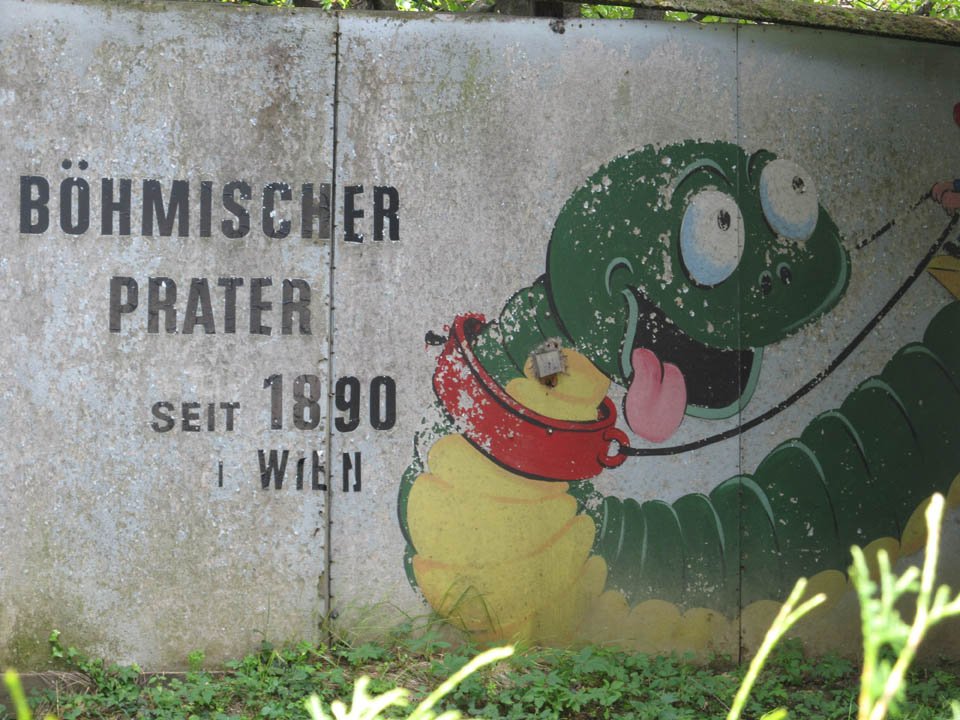 BÖHMISCHER
PRATER
SEIT 1890
I WIEN